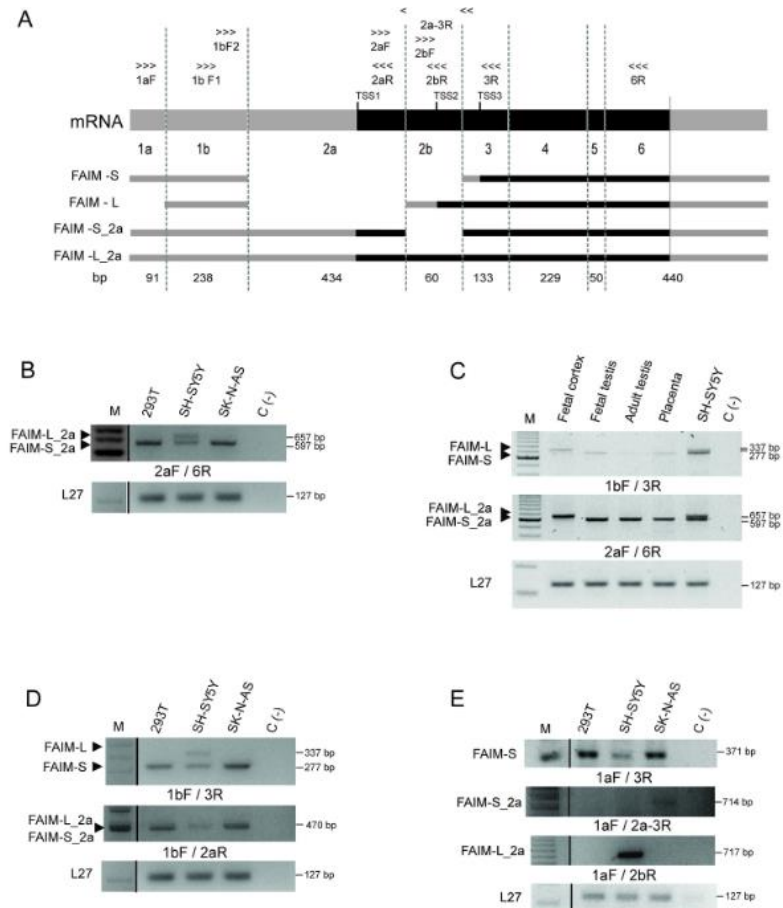 A
< <<
2a-3R
>>> >>> >>>
1bF2 2aF 2bF
>>> >>> <<< <<< <<< <<<
1aF 1b F1 2aR 2bR 3R 6R
TSS1 TSS2 TSS3
mRNA
1a 1b 2a 2b 3 4 5 6
FAIM -S
FAIM - L
FAIM -S_2a
FAIM -L_2a
bp 91 238 434 60 133 229 50 440
B
M 293T SH-SY5Y SK-N-AS C (-)
FAIM-L_2a 657 bp
FAIM-S_2a 597 bp
2aF / 6R
L27 127 bp
C
M Fetal cortex Fetal testis Adult testis Placenta SH-SY5Y C (-)
FAIM-L 337 bp
FAIM-S 277 bp
1bF / 3R
FAIM-L_2a 657 bp
FAIM-S_2a 597 bp
2aF / 6R
L27 127 bp
D
M 293T SH-SY5Y SK-N-AS C (-)
FAIM-L 337 bp
FAIM-S 277 bp
1bF / 3R
FAIM-L_2a
FAIM-S_2a 470 bp
1bF / 2aR
L27 127 bp
E
M 293T SH-SY5Y SK-N-AS C (-)
FAIM-S 371 bp
1aF / 3R
FAIM-S_2a 714 bp
1aF / 2a-3R
FAIM-L_2a 717 bp
1aF / 2bR
L27 127 bp